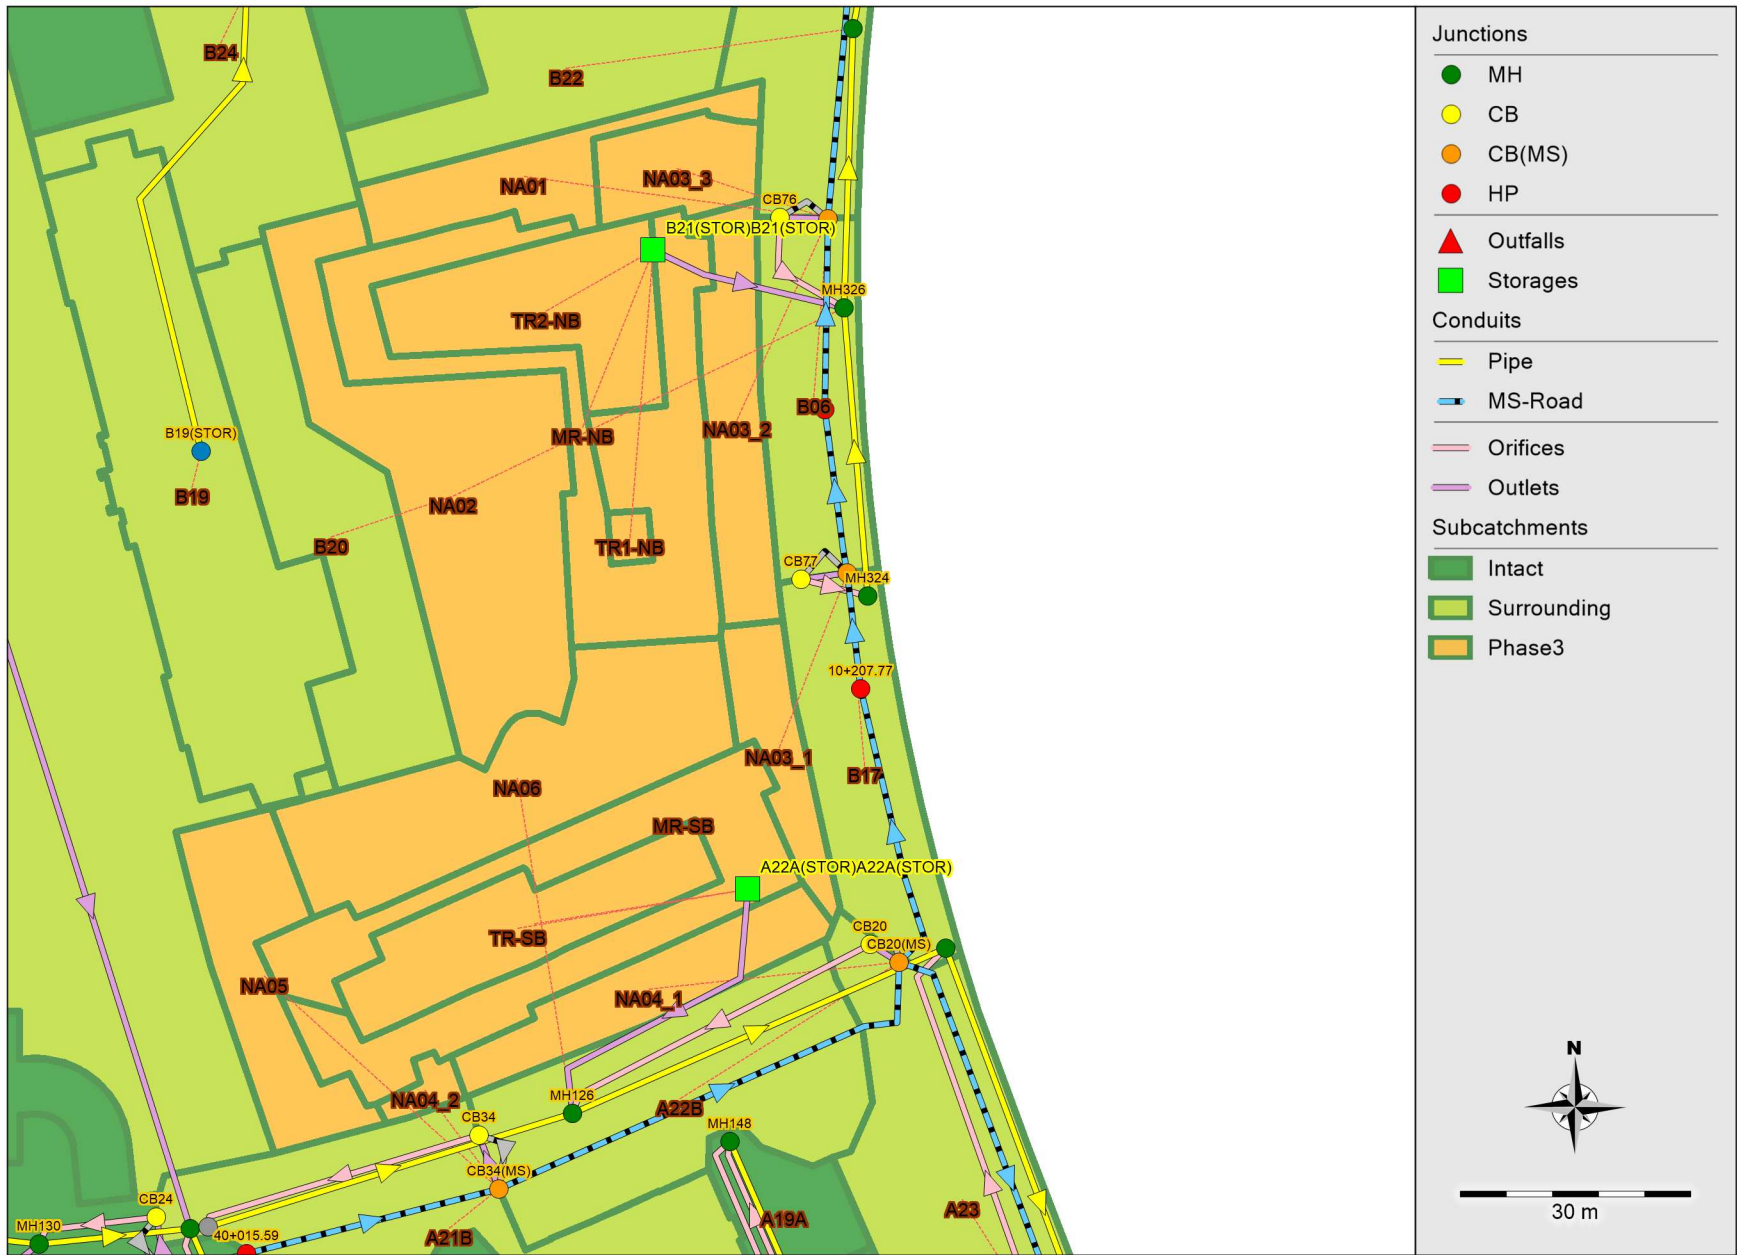 B24
B22
NA01
NA03_3
CB76
B21(STOR)B21(STOR)
MH326
TR2-NB
B06
NA03_2
MR-NB
B19(STOR)
B19
NA02
B20
TR1-NB
CB77
MH324
10+207.77
NA03_1
B17
NA06
MR-SB
A22A(STOR)A22A(STOR)
CB20
CB20(MS)
TR-SB
NA05
NA04_1
NA04_2
MH126
A22B
CB34
MH148
CB34(MS)
CB24
MH130
40+015.59
A21B
A19A
A23
Junctions
MH
CB
CB(MS)
HP
Outfalls
Storages
Conduits
Pipe
MS-Road
Orifices
Outlets
Subcatchments
Intact
Surrounding
Phase3
N
30 m